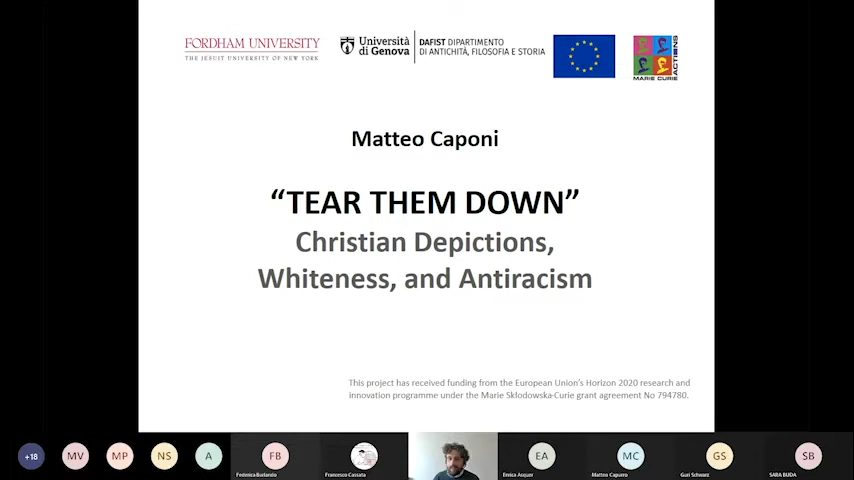 FORDHAM UNIVERSITY
THE JESUIT UNIVERSITY OF NEW YORK
Università
di Genova
DAFIST DIPARTIMENTO
DI ANTICHITÀ, FILOSOFIA E STORIA
MARIE CURIE
ACTIONS
Matteo Caponi
“TEAR THEM DOWN”
Christian Depictions,
Whiteness, and Antiracism
This project has received funding from the European Union's Horizon 2020 research and
innovation programme under the Marie Skłodowska-Curie grant agreement No 794780.
+18
MV
MP
NS
A
FB
EA
MC
GS
SB
Federica Burlando
Francesco Cassata
Enrica Asquer
Matteo Capurro
Guri Schwarz
SARA BUDA